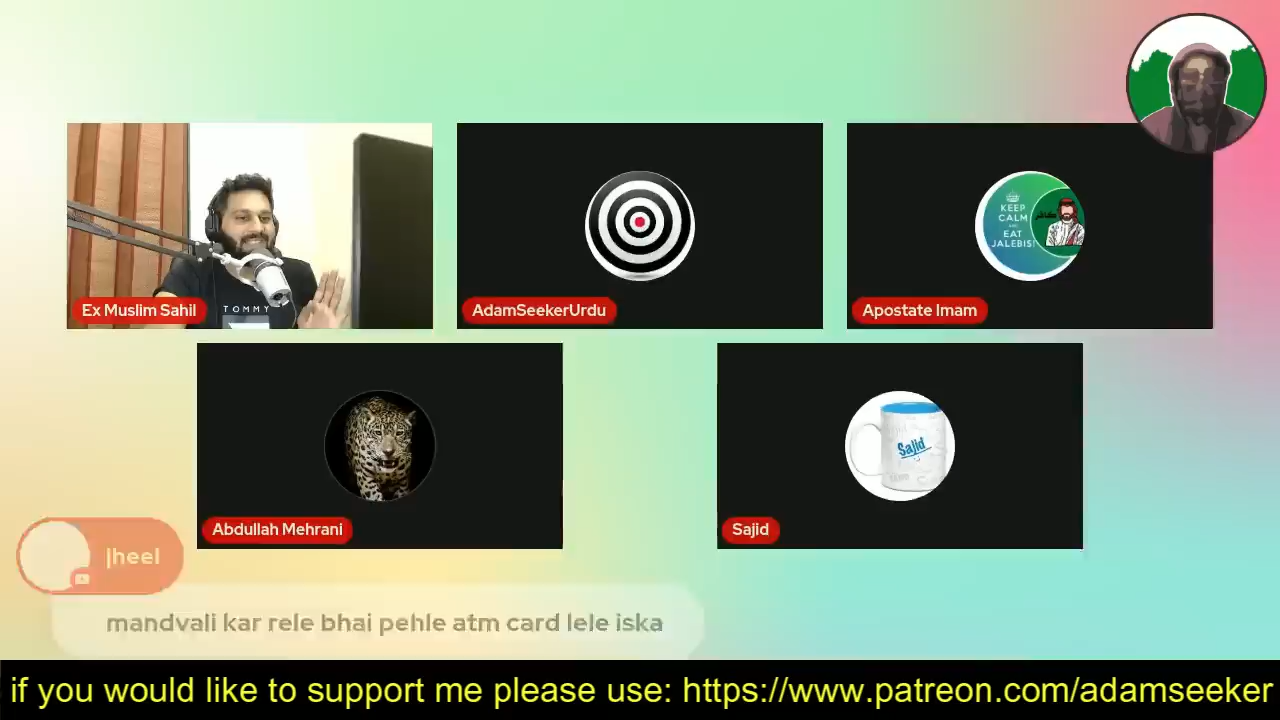 KEEP
CALM
AND
EAT
JALEBIS!
كافر
TOMMY
Ex Muslim Sahil
AdamSeekerUrdu
Apostate Imam
Sajid
Abdullah Mehrani
Sajid
jheel
mandvali kar rele bhai pehle atm card lele iska
if you would like to support me please use: https://www.patreon.com/adamseeker